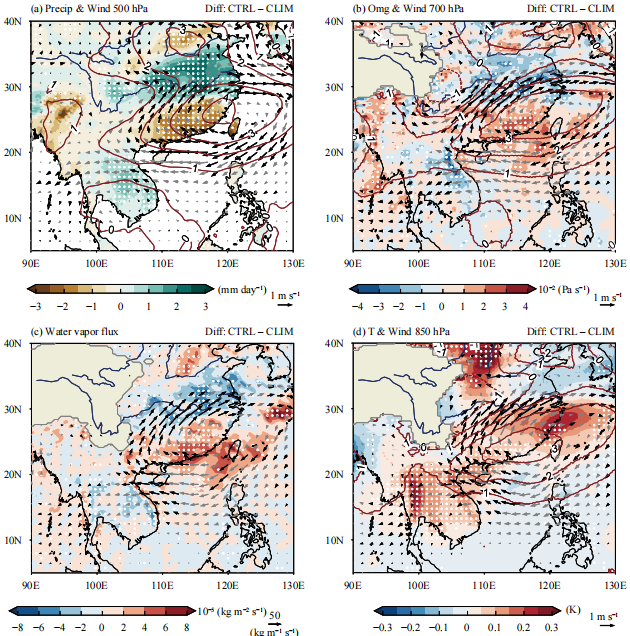 (a) Precip & Wind 500 hPa Diff: CTRL − CLIM
(b) Omg & Wind 700 hPa Diff: CTRL − CLIM
40N 40N
30N 30N
20N 20N
10N 10N
90E 100E 110E 120E 130E
90E 100E 110E 120E 130E
−3 −2 −1 0 1 2 3 (mm day⁻¹) 1 m s⁻¹
−4 −3 −2 −1 0 1 2 3 4 10⁻² (Pa s⁻¹) 1 m s⁻¹
(c) Water vapor flux Diff: CTRL − CLIM
(d) T & Wind 850 hPa Diff: CTRL − CLIM
40N 40N
30N 30N
20N 20N
10N 10N
90E 100E 110E 120E 130E
90E 100E 110E 120E 130E
−8 −6 −4 −2 0 2 4 6 8 10⁻⁵ (kg m⁻² s⁻¹) 50
(kg m⁻¹ s⁻¹)
−0.3 −0.2 −0.1 0 0.1 0.2 0.3 (K) 1 m s⁻¹